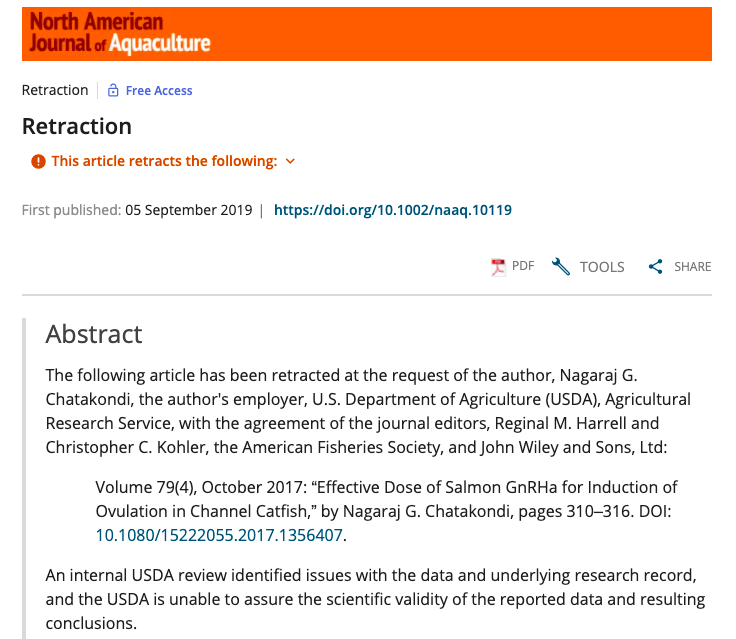 North American
Journal of Aquaculture
Retraction Free Access
Retraction
This article retracts the following:
First published: 05 September 2019 | https://doi.org/10.1002/naaq.10119
PDF TOOLS SHARE
Abstract
The following article has been retracted at the request of the author, Nagaraj G.
Chatakondi, the author's employer, U.S. Department of Agriculture (USDA), Agricultural
Research Service, with the agreement of the journal editors, Reginal M. Harrell and
Christopher C. Kohler, the American Fisheries Society, and John Wiley and Sons, Ltd:
Volume 79(4), October 2017: “Effective Dose of Salmon GnRHa for Induction of
Ovulation in Channel Catfish,” by Nagaraj G. Chatakondi, pages 310–316. DOI:
10.1080/15222055.2017.1356407.
An internal USDA review identified issues with the data and underlying research record,
and the USDA is unable to assure the scientific validity of the reported data and resulting
conclusions.